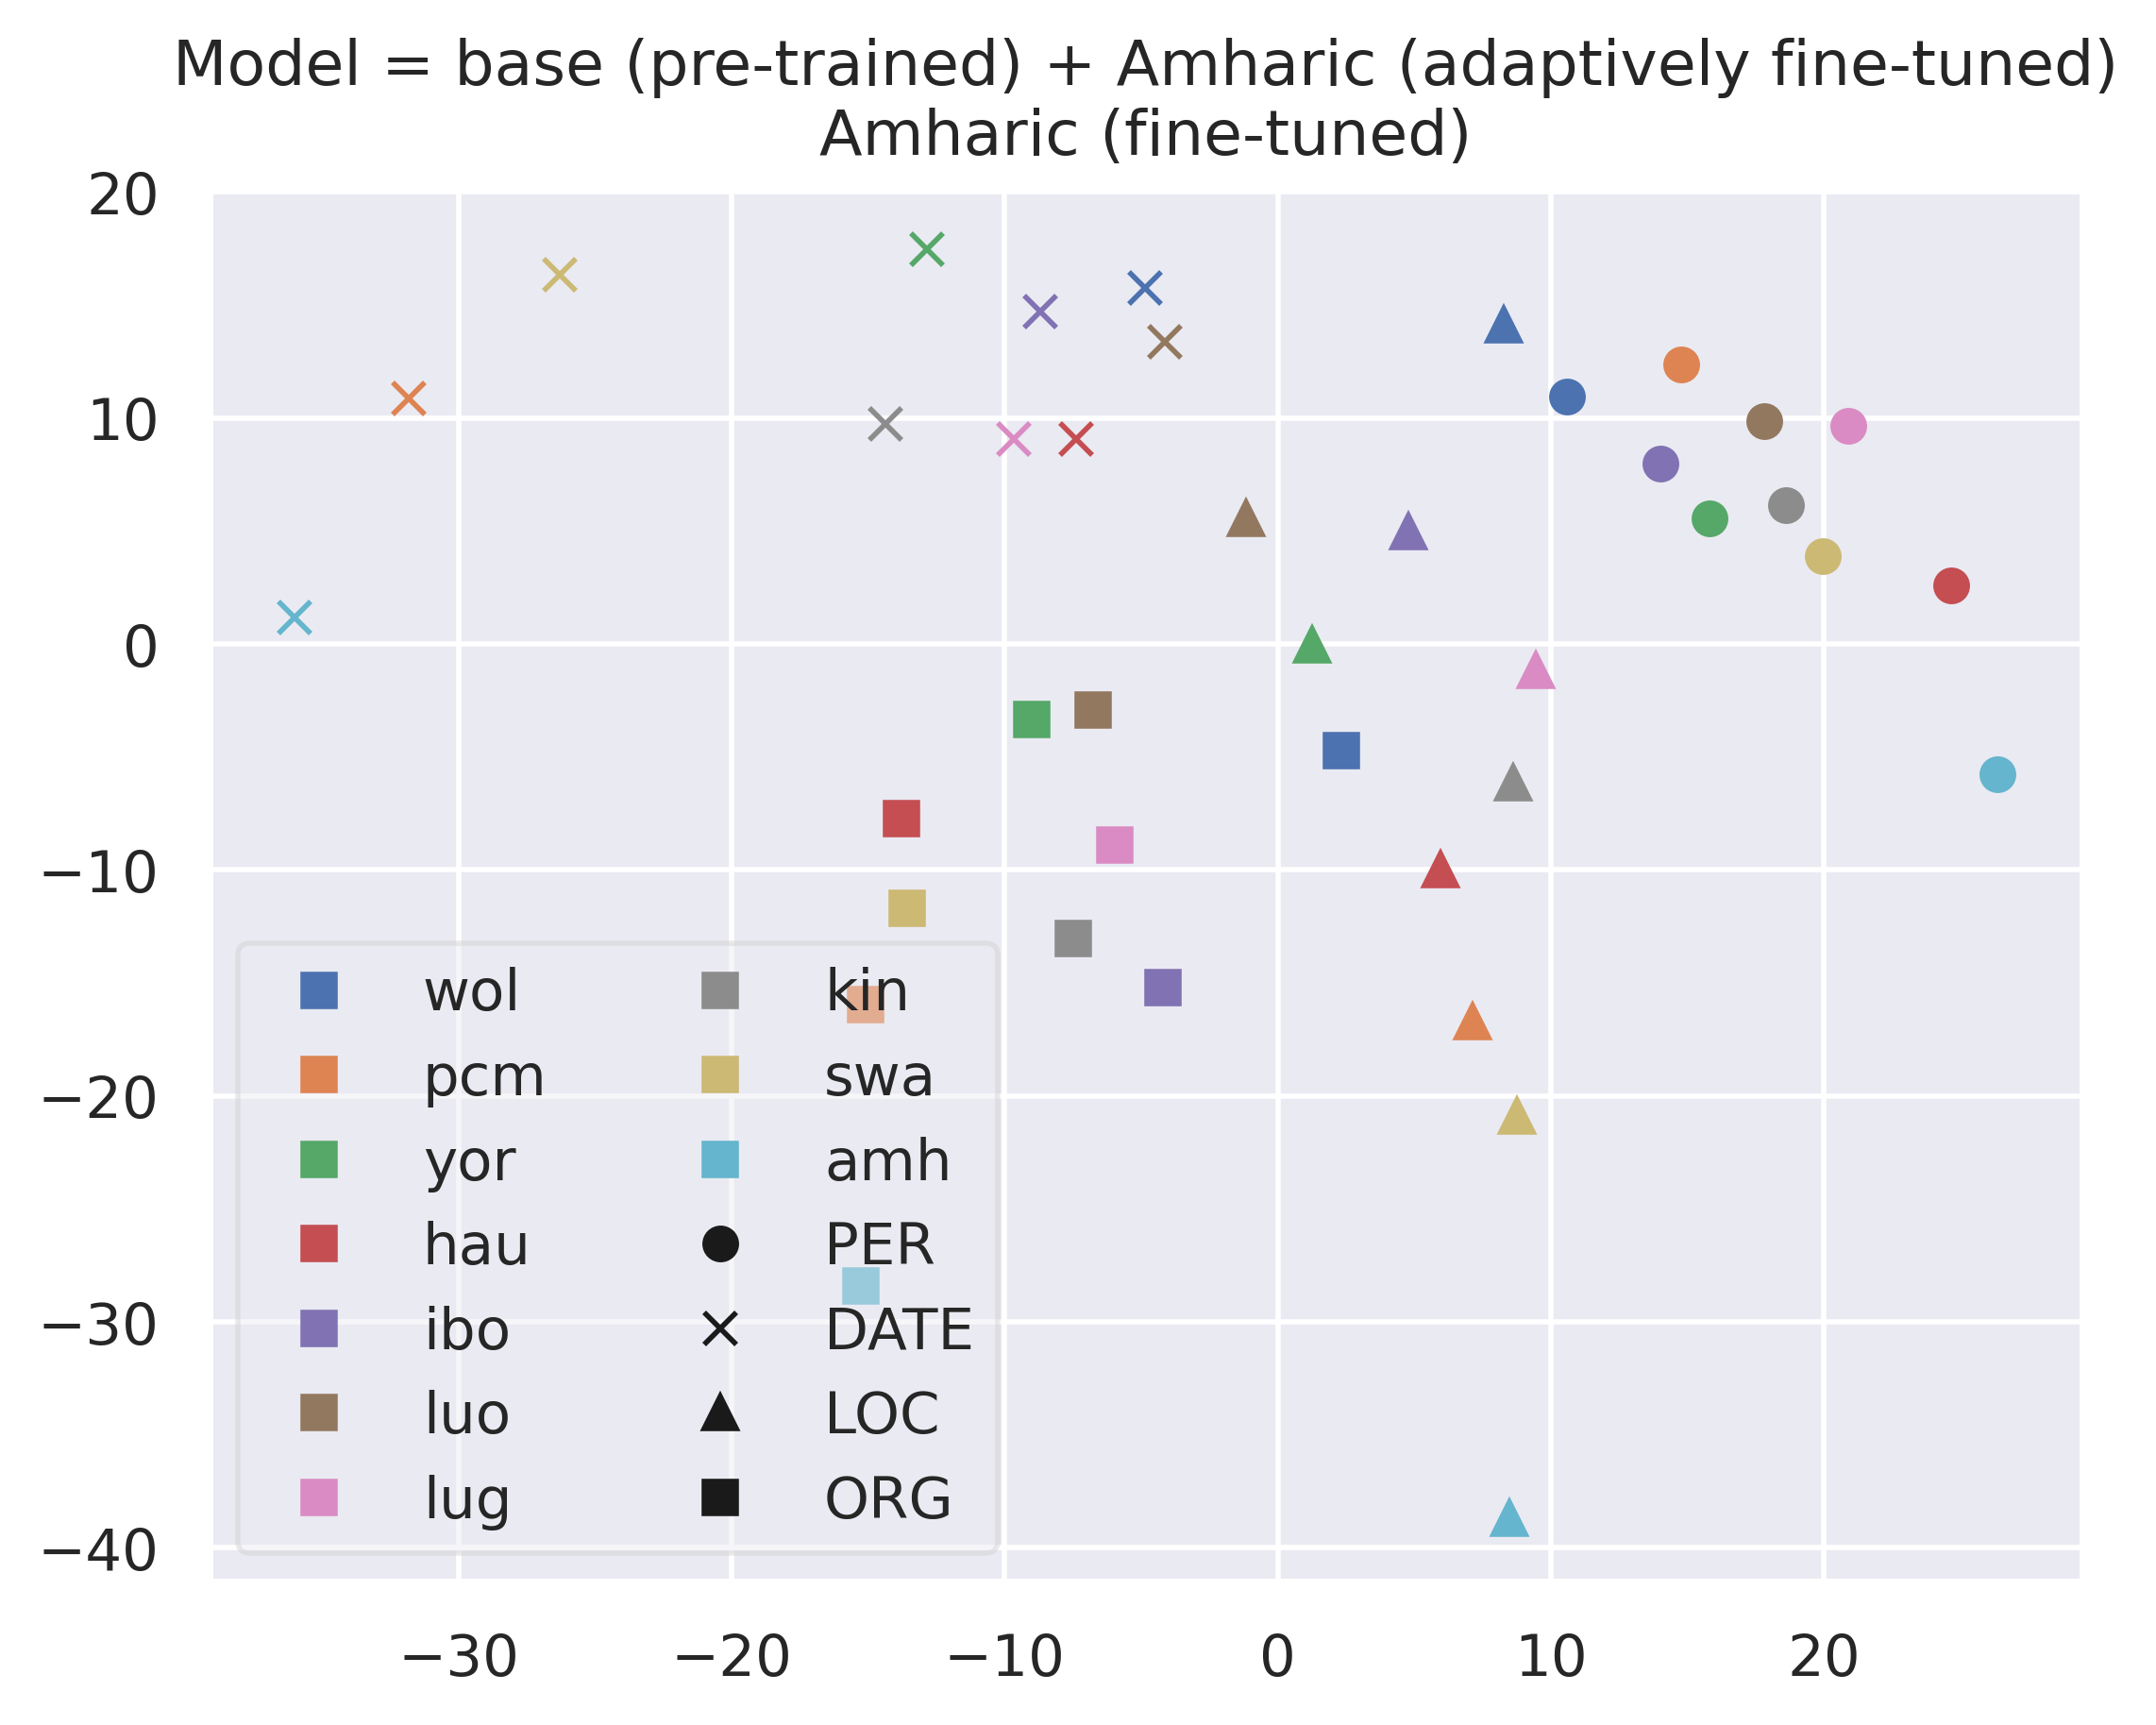 Model = base (pre-trained) + Amharic (adaptively fine-tuned)
Amharic (fine-tuned)
20
10
0
−10
−20
−30
−40
wol
pcm
yor
hau
ibo
luo
lug
kin
swa
amh
PER
DATE
LOC
ORG
−30
−20
−10
0
10
20